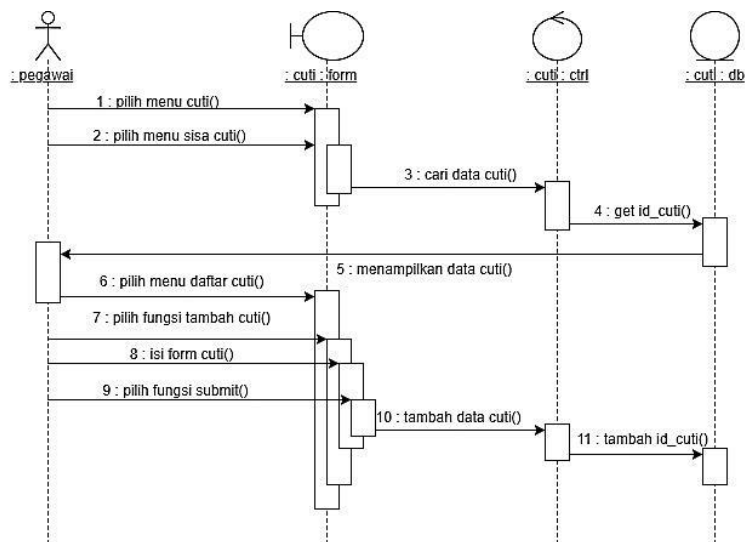 : pegawai
: cuti : form
: cuti : ctrl
: cuti : db
1 : pilih menu cuti()
2 : pilih menu sisa cuti()
3 : cari data cuti()
4 : get id_cuti()
5 : menampilkan data cuti()
6 : pilih menu daftar cuti()
7 : pilih fungsi tambah cuti()
8 : isi form cuti()
9 : pilih fungsi submit()
10 : tambah data cuti()
11 : tambah id_cuti()